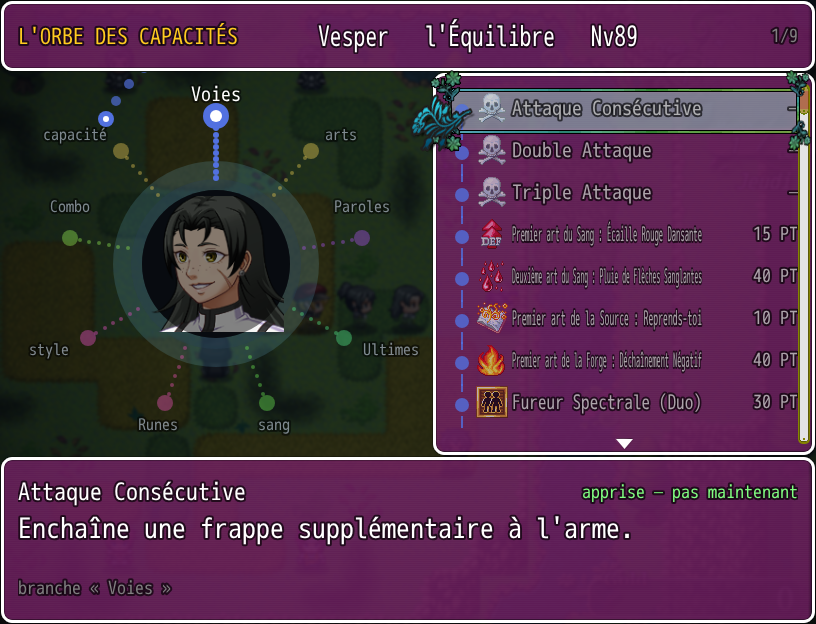 L'ORBE DES CAPACITÉS Vesper l'Équilibre Nv89 1/9
Voies
capacité
arts
Combo
Paroles
style
Ultimes
Runes
sang
Attaque Consécutive —
Double Attaque —
Triple Attaque —
Premier art du Sang : Écaille Rouge Dansante 15 PT
Deuxième art du Sang : Pluie de Flèches Sanglantes 40 PT
Premier art de la Source : Reprends-toi 10 PT
Premier art de la Forge : Déchaînement Négatif 40 PT
Fureur Spectrale (Duo) 30 PT
Attaque Consécutive apprise — pas maintenant
Enchaîne une frappe supplémentaire à l'arme.
branche « Voies »